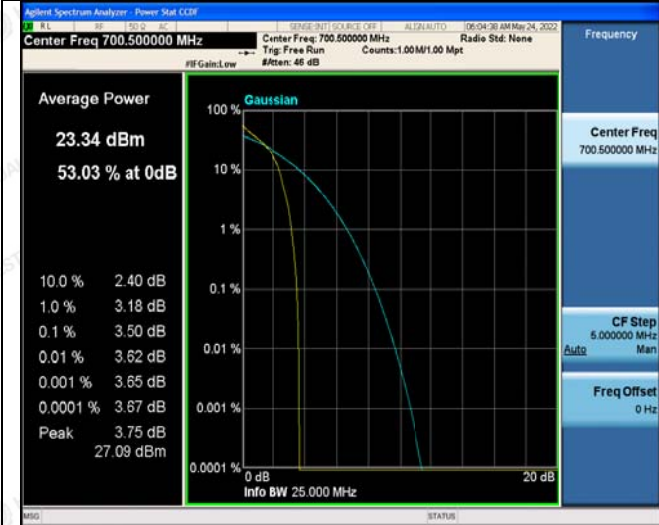 Agilent Spectrum Analyzer - Power Stat CCDF
RL RF 50 Ω AC SENSE:INT SOURCE OFF ALIGN AUTO 06:04:38 AM May 24, 2022
Center Freq 700.500000 MHz
Center Freq: 700.500000 MHz Radio Std: None
Trig: Free Run Counts:1.00 M/1.00 Mpt
#IFGain:Low #Atten: 46 dB
Frequency
Average Power
23.34 dBm
53.03 % at 0dB
10.0 % 2.40 dB
1.0 % 3.18 dB
0.1 % 3.50 dB
0.01 % 3.62 dB
0.001 % 3.65 dB
0.0001 % 3.67 dB
Peak 3.75 dB
27.09 dBm
Gaussian
100 %
10 %
1 %
0.1 %
0.01 %
0.001 %
0.0001 %
0 dB 20 dB
Info BW 25.000 MHz
Center Freq
700.500000 MHz
CF Step
5.000000 MHz
Auto Man
Freq Offset
0 Hz
MSG STATUS